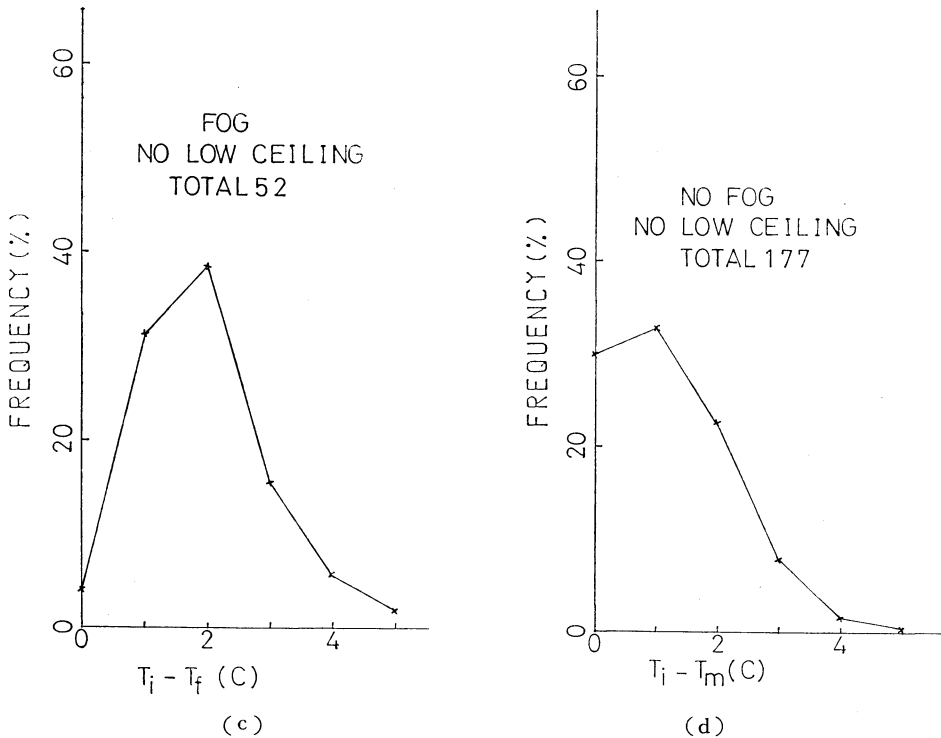 60
40
20
0
FREQUENCY (%)
FOG
NO LOW CEILING
TOTAL 52
0
2
4
Ti - Tf (C)
(c)
60
40
20
0
FREQUENCY (%)
NO FOG
NO LOW CEILING
TOTAL 177
0
2
4
Ti - Tm (C)
(d)